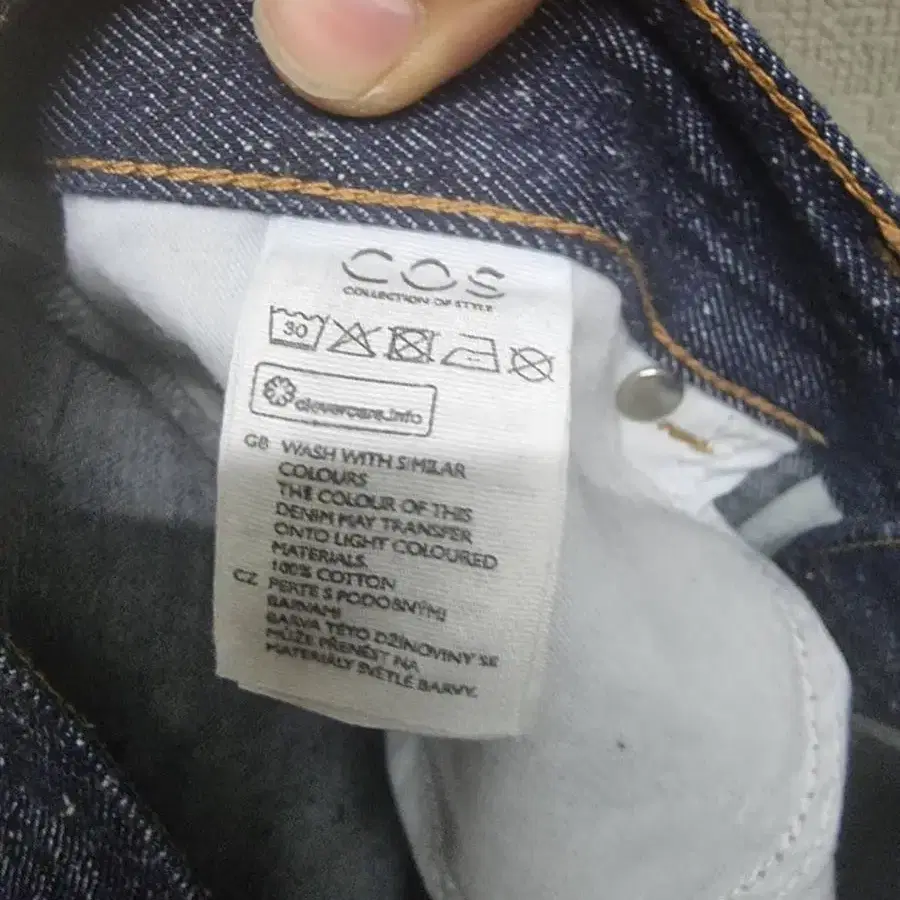 COS
COLLECTION OF STYLE
30
clevercare.info
GB WASH WITH SIMILAR
COLOURS
THE COLOUR OF THIS
DENIM MAY TRANSFER
ONTO LIGHT COLOURED
MATERIALS.
100% COTTON
CZ PERTE S PODOBNÝMI
BARVAMI
BARVA TÉTO DŽÍNOVINY SE
MŮŽE PŘENÉST NA
MATERIÁLY SVĚTLÉ BARVY.